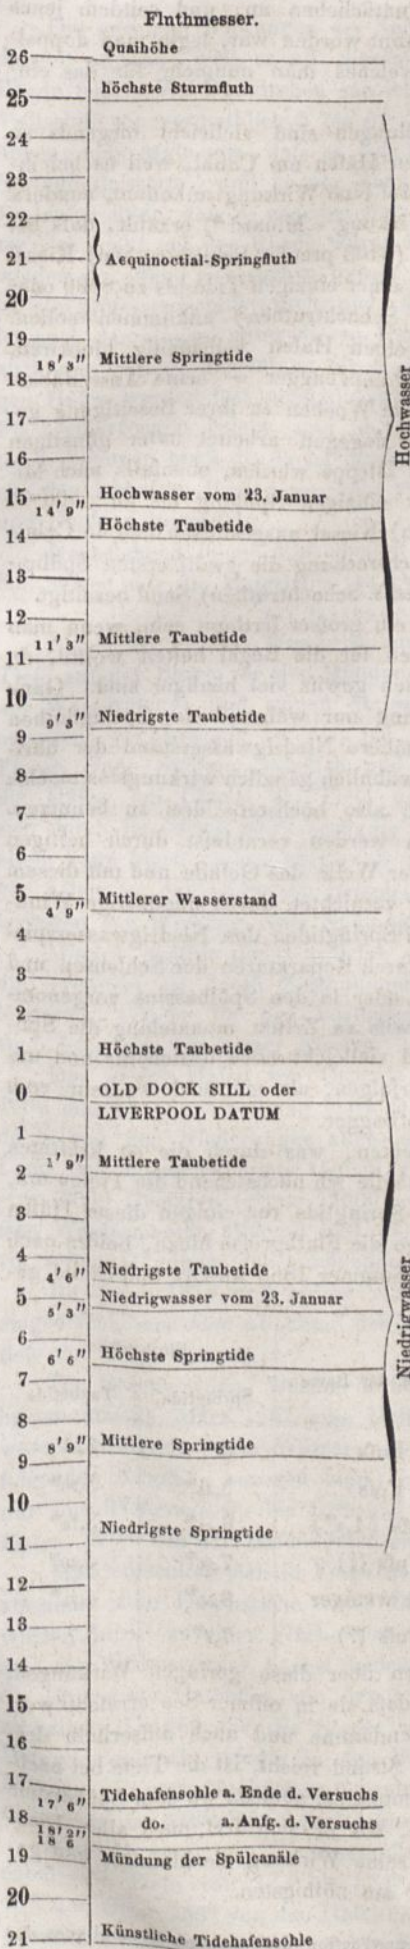 Fluthmesser.
26 Quaihöhe
25 höchste Sturmfluth
24
23
22
21 Aequinoctial-Springfluth
20
19
18' 3" Mittlere Springtide
18
17
16
15
14' 9" Hochwasser vom 23. Januar
14 Höchste Taubetide
13
12
11' 3" Mittlere Taubetide
11
10
9' 3" Niedrigste Taubetide
9
8
7
6
5
4' 9" Mittlerer Wasserstand
4
3
2
1 Höchste Taubetide
0 OLD DOCK SILL oder
LIVERPOOL DATUM
1
1' 9" Mittlere Taubetide
2
3
4
4' 6" Niedrigste Taubetide
5 Niedrigwasser vom 23. Januar
5' 3"
6
6' 6" Höchste Springtide
7
8
8' 9" Mittlere Springtide
9
10
11 Niedrigste Springtide
12
13
14
15
16
17
17' 6" Tidehafensohle a. Ende d. Versuchs
18
18' 2" do. a. Anfg. d. Versuchs
18 6
19 Mündung der Spülcanäle
20
21 Künstliche Tidehafensohle
Hochwasser
Niedrigwasser